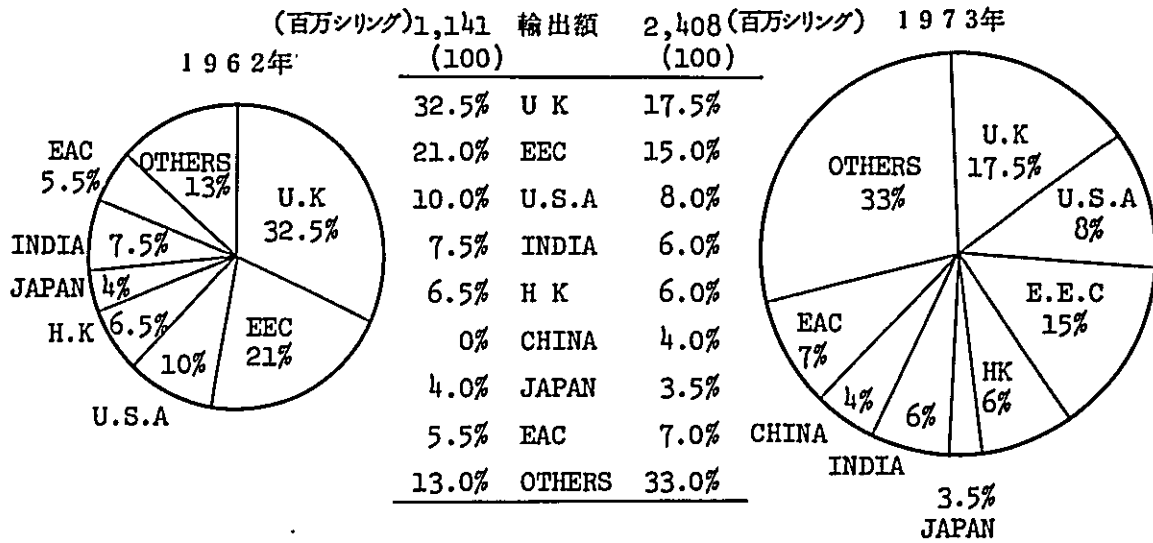 (百万シリング)1,141 輸出額 2,408(百万シリング) 1973年
1962年 (100) (100)
32.5% U K 17.5%
21.0% EEC 15.0%
10.0% U.S.A 8.0%
7.5% INDIA 6.0%
6.5% H K 6.0%
0% CHINA 4.0%
4.0% JAPAN 3.5%
5.5% EAC 7.0%
13.0% OTHERS 33.0%
EAC
5.5%
OTHERS
13%
U.K
32.5%
INDIA 7.5%
JAPAN 4%
H.K 6.5%
10%
U.S.A
EEC
21%
OTHERS
33%
U.K
17.5%
U.S.A
8%
E.E.C
15%
HK
6%
EAC
7%
4%
CHINA
6%
INDIA
3.5%
JAPAN